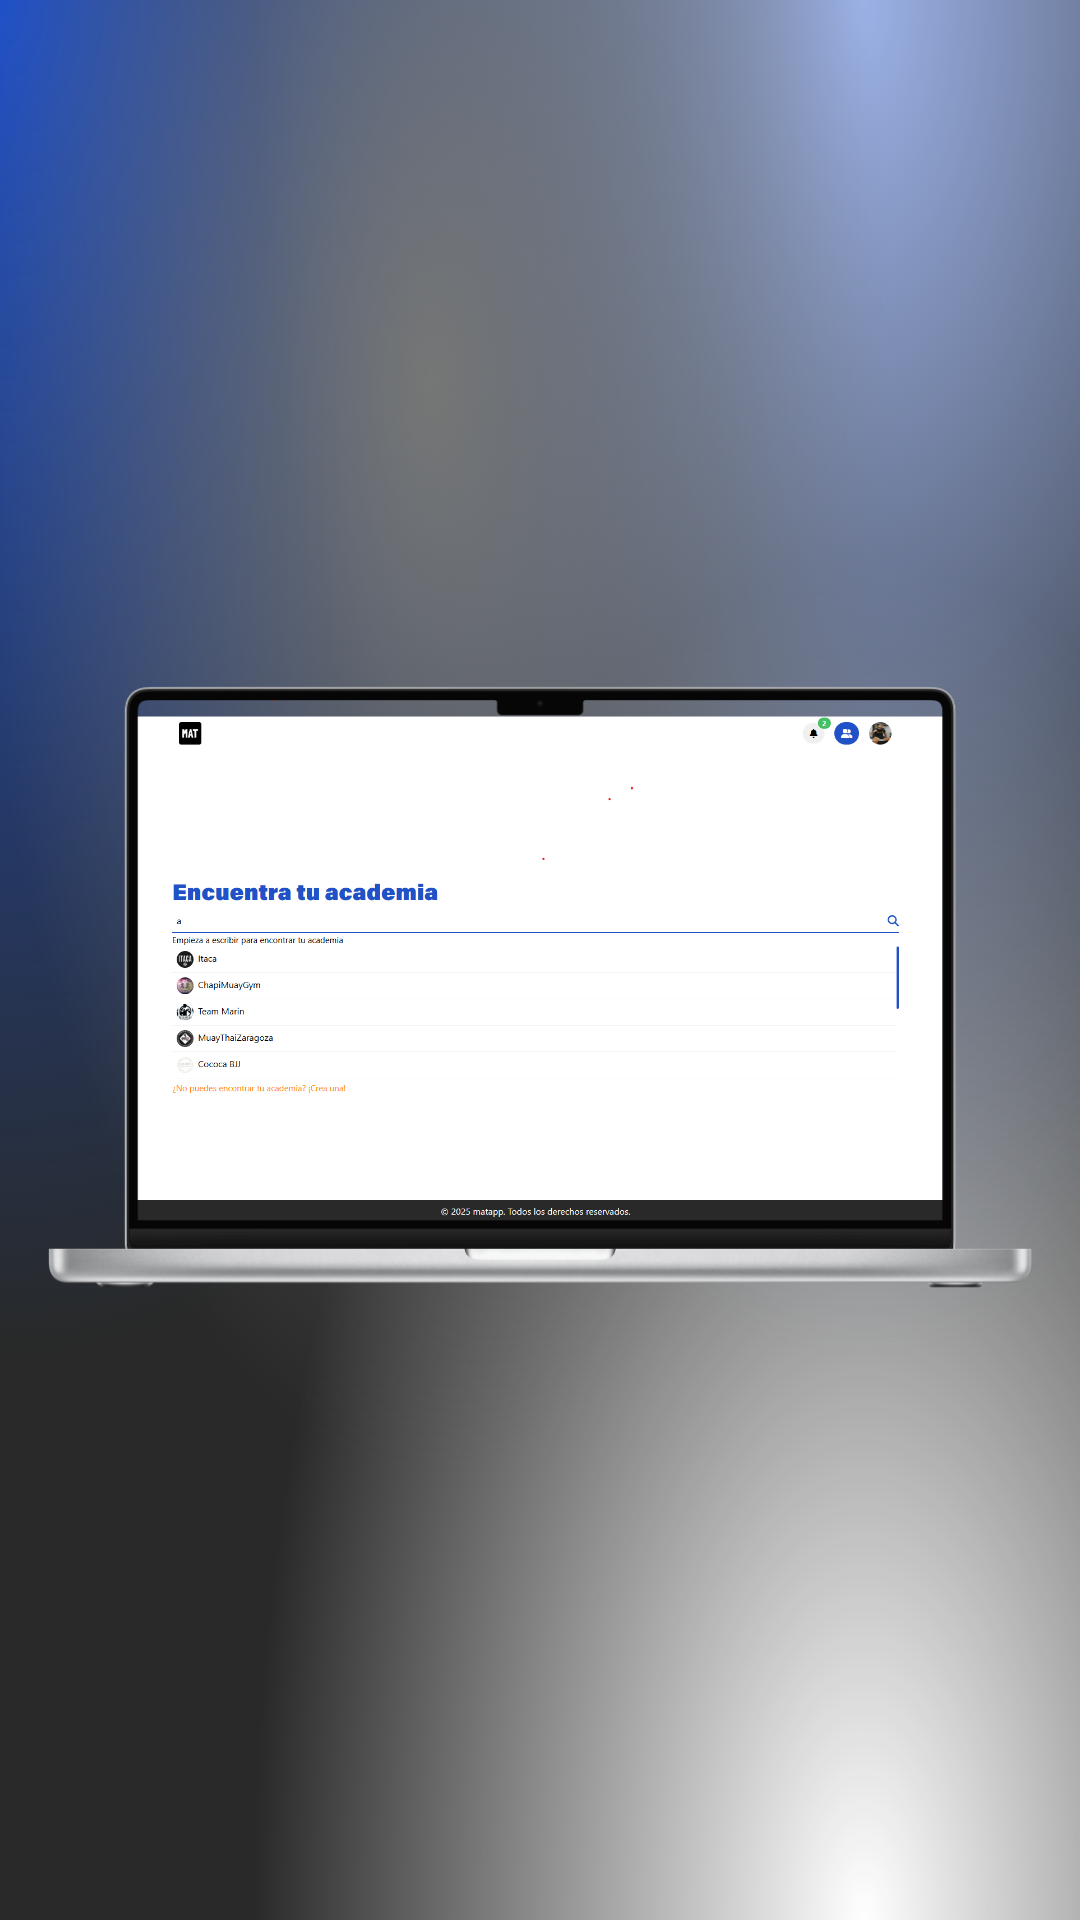 MAT
2
Encuentra tu academia
a
Empieza a escribir para encontrar tu academia
ITACA
Itaca
ChapiMuayGym
Team Marin
MuayThaiZaragoza
Cococa BJJ
¿No puedes encontrar tu academia? ¡Crea una!
© 2025 matapp. Todos los derechos reservados.